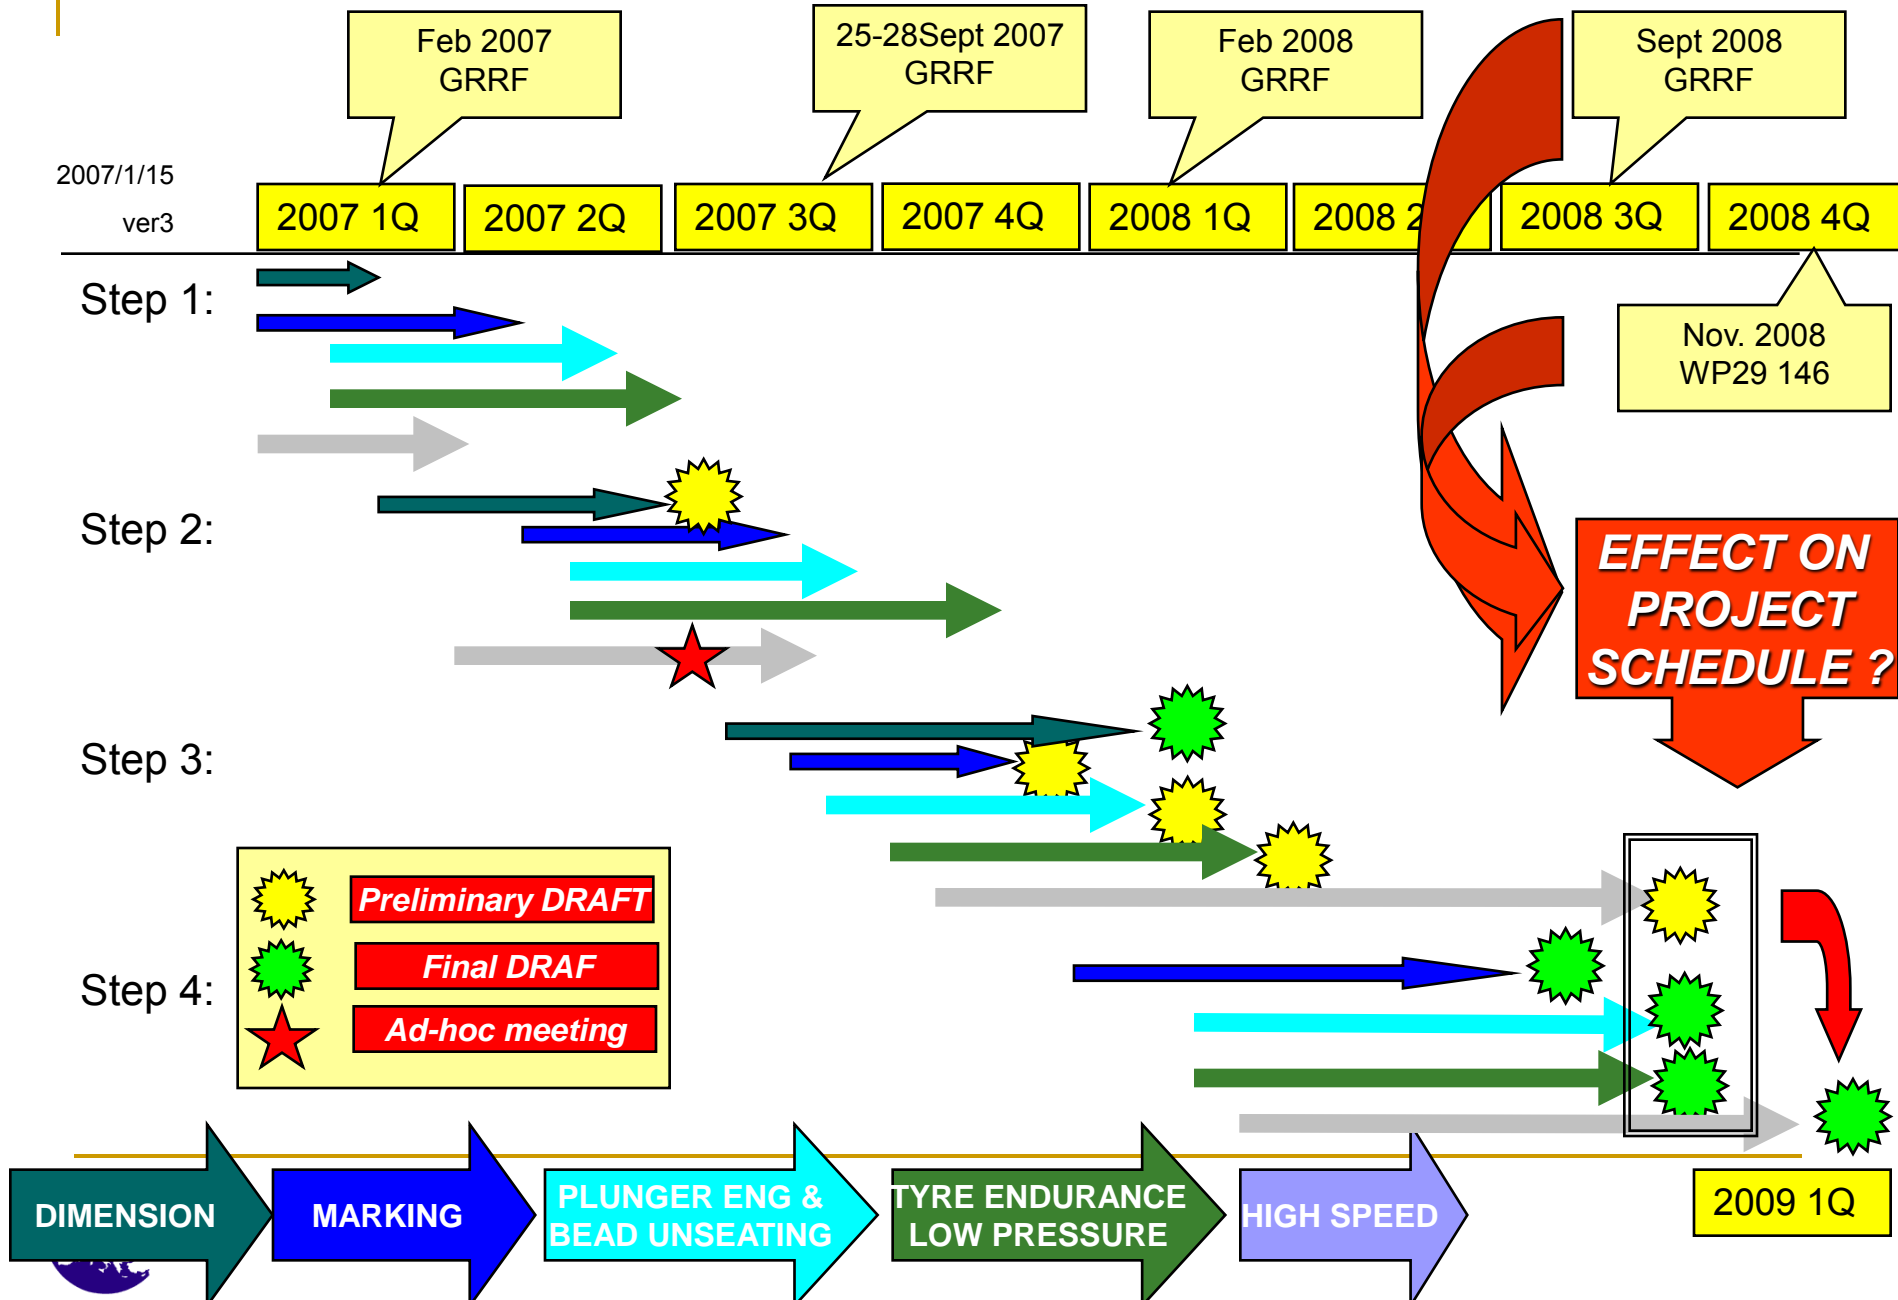 Feb 2007
GRRF
25-28Sept 2007
GRRF
Feb 2008
GRRF
Sept 2008
GRRF
2007/1/15
ver3
2007 1Q
2007 2Q
2007 3Q
2007 4Q
2008 1Q
2008 2
2008 3Q
2008 4Q
Step 1:
Nov. 2008
WP29 146
Step 2:
EFFECT ON
PROJECT
SCHEDULE ?
Step 3:
Preliminary DRAFT
Final DRAF
Ad-hoc meeting
Step 4:
DIMENSION
MARKING
PLUNGER ENG &
BEAD UNSEATING
TYRE ENDURANCE
LOW PRESSURE
HIGH SPEED
2009 1Q